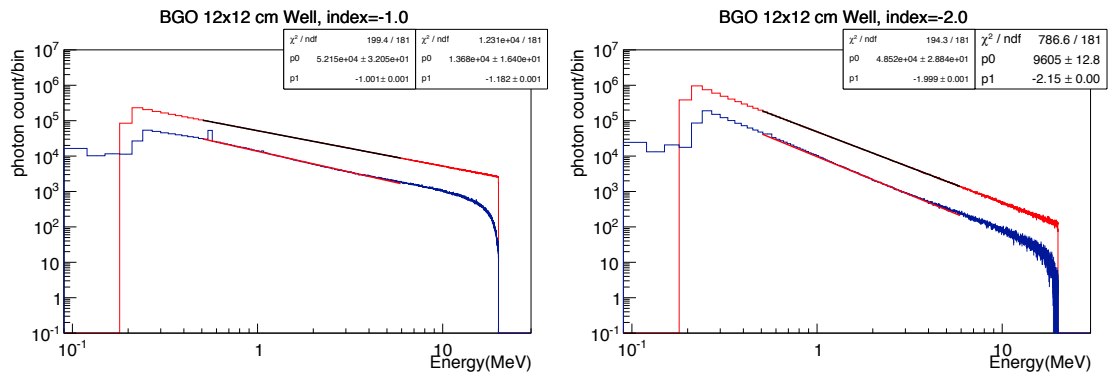 BGO 12x12 cm Well, index=-1.0
χ² / ndf 199.4 / 181
p0 5.215e+04 ± 3.205e+01
p1 -1.001 ± 0.001
χ² / ndf 1.231e+04 / 181
p0 1.368e+04 ± 1.640e+01
p1 -1.182 ± 0.001
photon count/bin
10⁷
10⁶
10⁵
10⁴
10³
10²
10
1
10⁻¹
10⁻¹ 1 10
Energy(MeV)
BGO 12x12 cm Well, index=-2.0
χ² / ndf 194.3 / 181
p0 4.852e+04 ± 2.884e+01
p1 -1.999 ± 0.001
χ² / ndf 786.6 / 181
p0 9605 ± 12.8
p1 -2.15 ± 0.00
photon count/bin
10⁷
10⁶
10⁵
10⁴
10³
10²
10
1
10⁻¹
10⁻¹ 1 10
Energy(MeV)